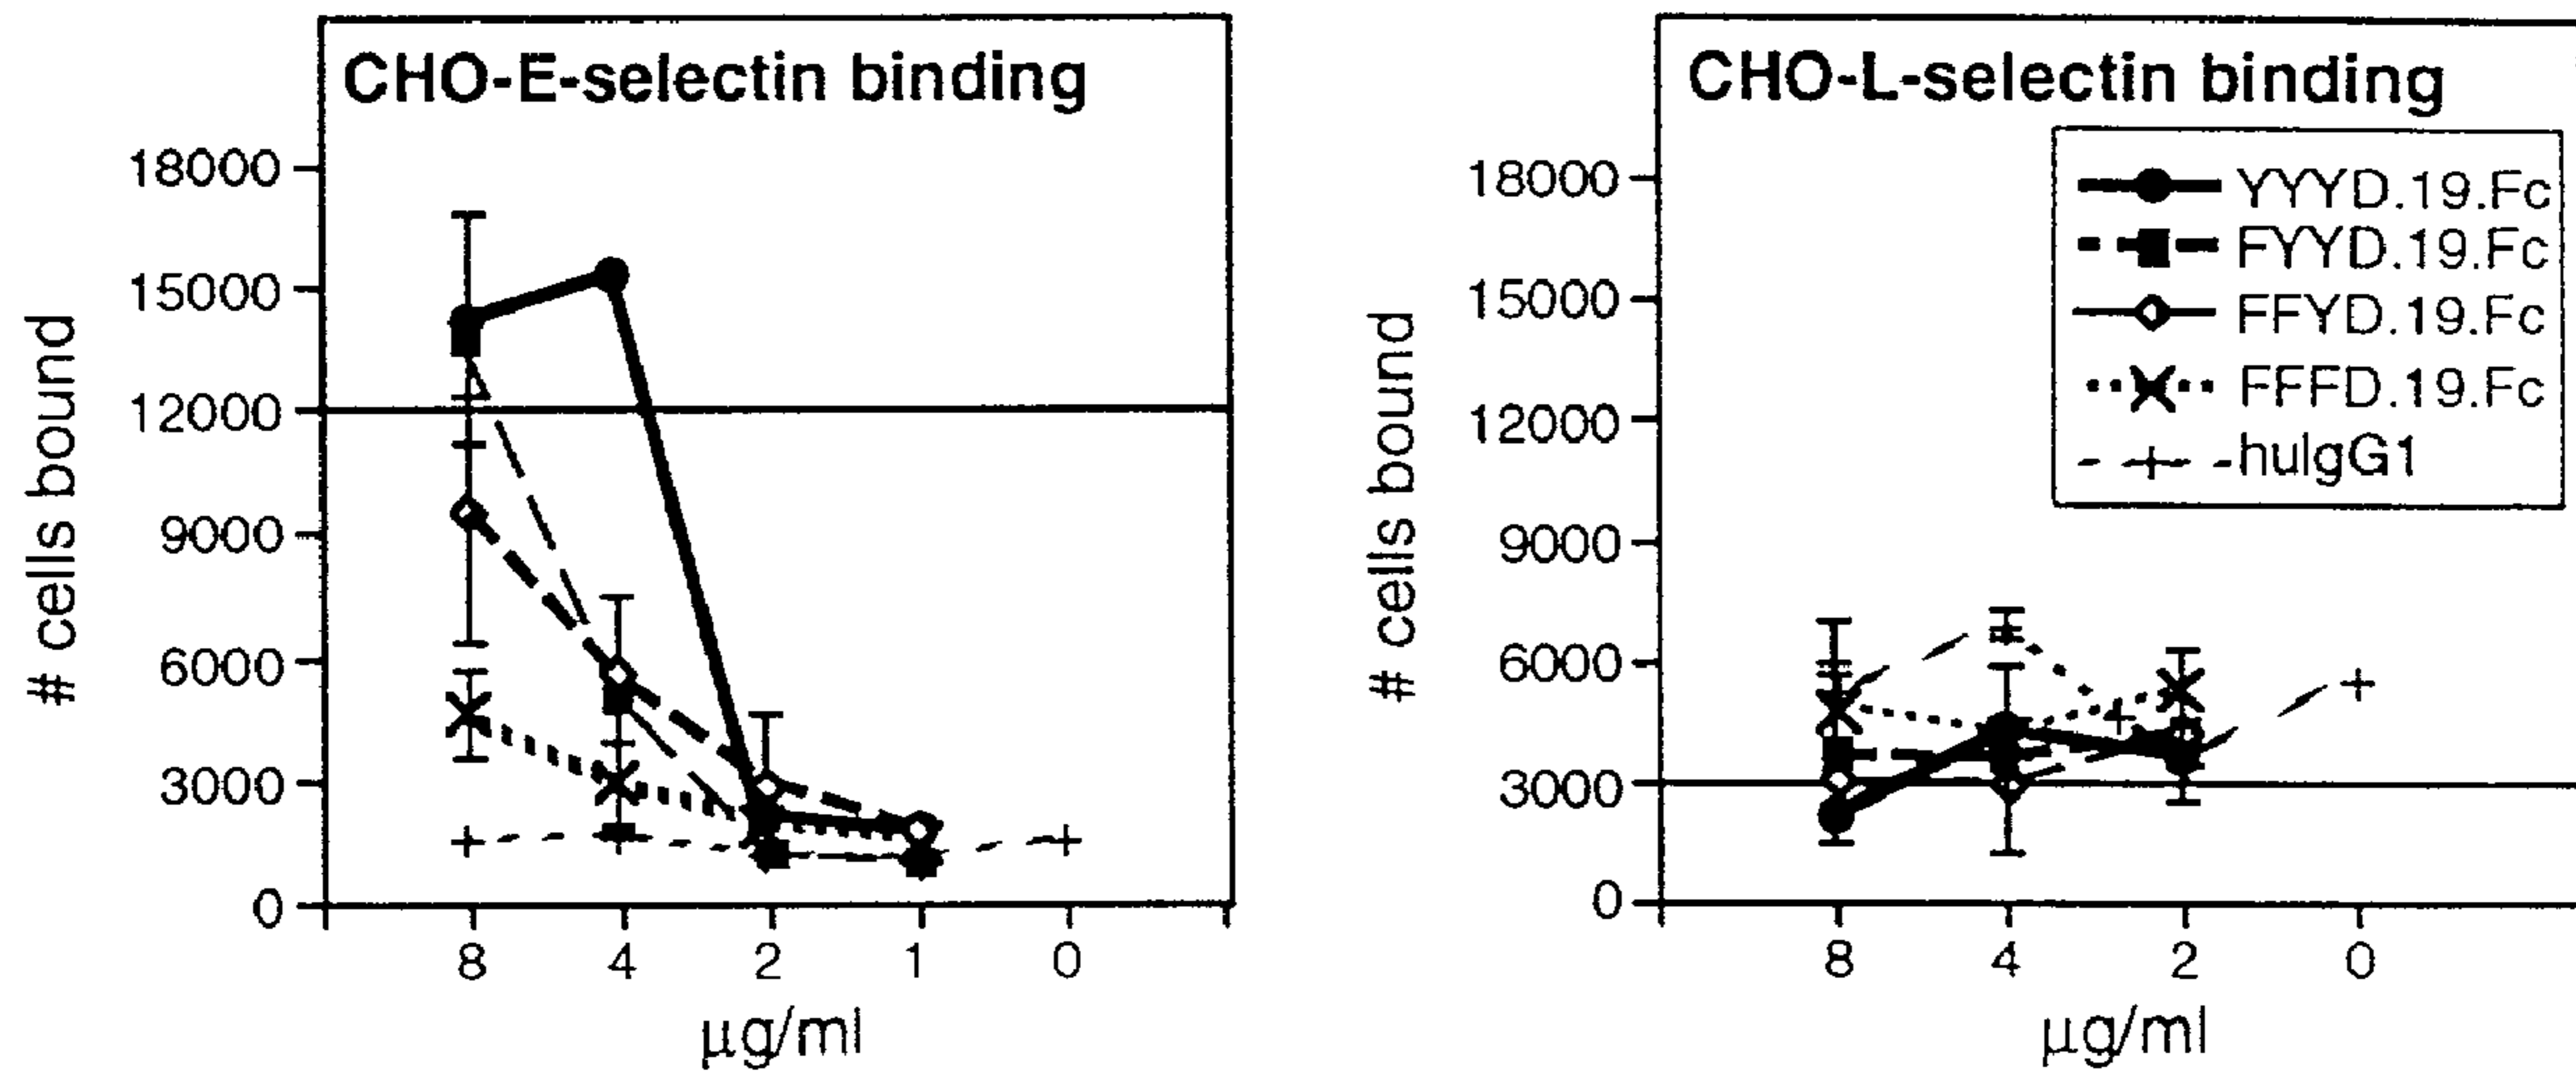 CHO-E-selectin binding
# cells bound
18000
15000
12000
9000
6000
3000
0
8 4 2 1 0
µg/ml
CHO-L-selectin binding
# cells bound
18000
15000
12000
9000
6000
3000
0
YYYD.19.Fc
FYYD.19.Fc
FFYD.19.Fc
FFFD.19.Fc
huIgG1
8 4 2 0
µg/ml